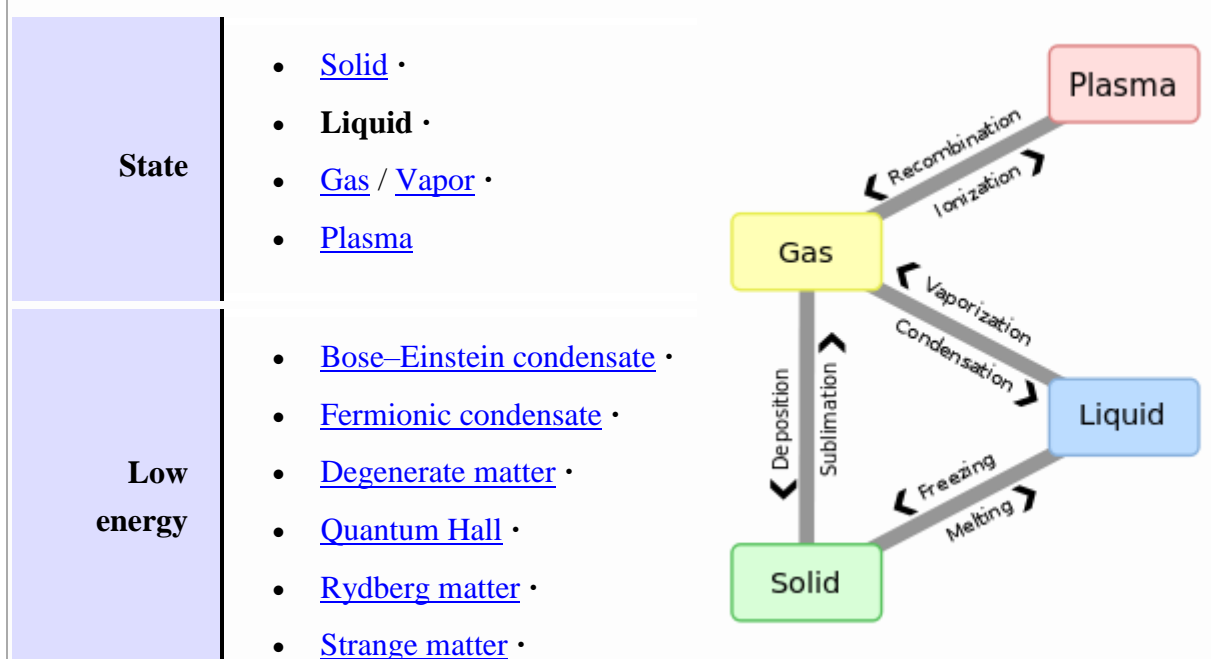 State
Solid ·
Liquid ·
Gas / Vapor ·
Plasma
Low
energy
Bose–Einstein condensate ·
Fermionic condensate ·
Degenerate matter ·
Quantum Hall ·
Rydberg matter ·
Strange matter ·
Plasma
Recombination
Ionization
Gas
Vaporization
Condensation
Deposition
Sublimation
Liquid
Freezing
Melting
Solid